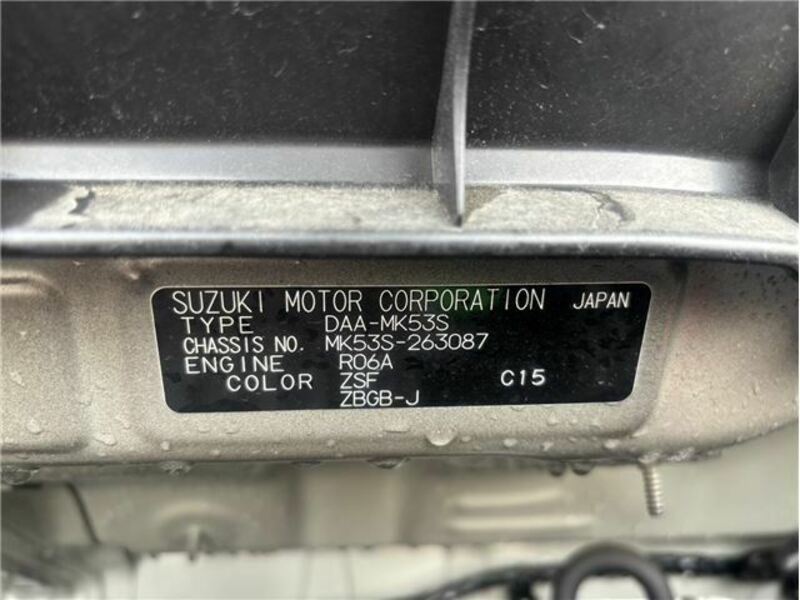 SUZUKI MOTOR CORPORATION JAPAN
TYPE DAA-MK53S
CHASSIS NO. MK53S-263087
ENGINE R06A
COLOR ZSF C15
ZBGB-J